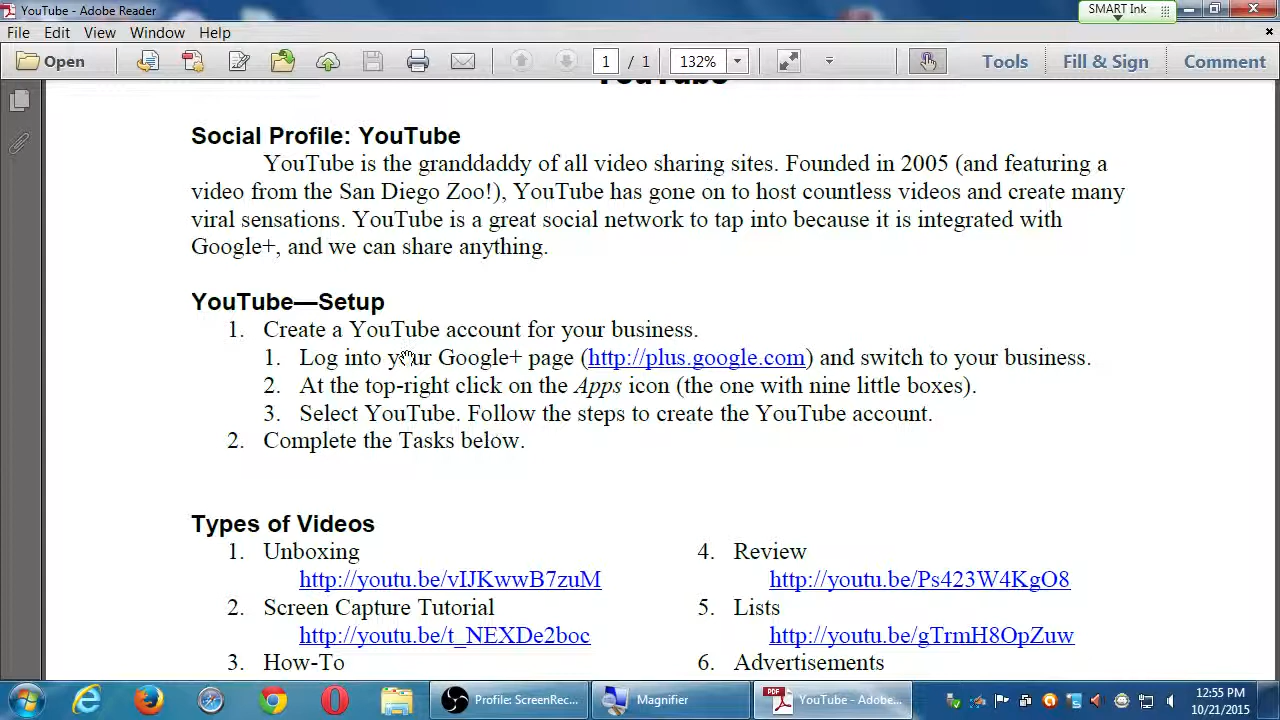 YouTube - Adobe Reader
SMART Ink
File Edit View Window Help
Open
1 / 1
132%
Tools
Fill & Sign
Comment
YouTube
Social Profile: YouTube
YouTube is the granddaddy of all video sharing sites. Founded in 2005 (and featuring a
video from the San Diego Zoo!), YouTube has gone on to host countless videos and create many
viral sensations. YouTube is a great social network to tap into because it is integrated with
Google+, and we can share anything.
YouTube—Setup
1. Create a YouTube account for your business.
1. Log into your Google+ page (http://plus.google.com) and switch to your business.
2. At the top-right click on the Apps icon (the one with nine little boxes).
3. Select YouTube. Follow the steps to create the YouTube account.
2. Complete the Tasks below.
Types of Videos
1. Unboxing
http://youtu.be/vIJKwwB7zuM
2. Screen Capture Tutorial
http://youtu.be/t_NEXDe2boc
3. How-To
4. Review
http://youtu.be/Ps423W4KgO8
5. Lists
http://youtu.be/gTrmH8OpZuw
6. Advertisements
Profile: ScreenRec...
Magnifier
PDF
YouTube - Adobe...
12:55 PM
10/21/2015